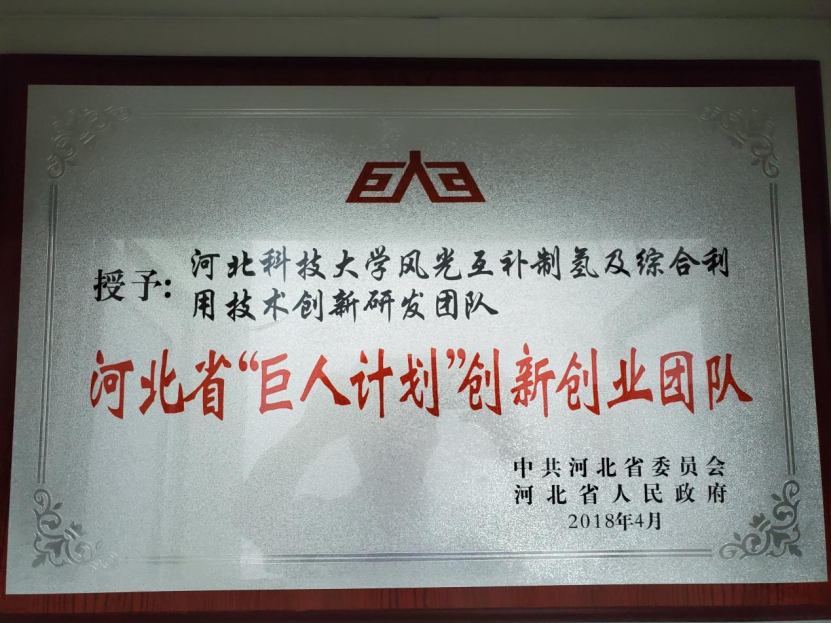 授予:
河北科技大学风光互补制氢及综合利
用技术创新研发团队
河北省“巨人计划”创新创业团队
中共河北省委员会
河北省人民政府
2018年4月